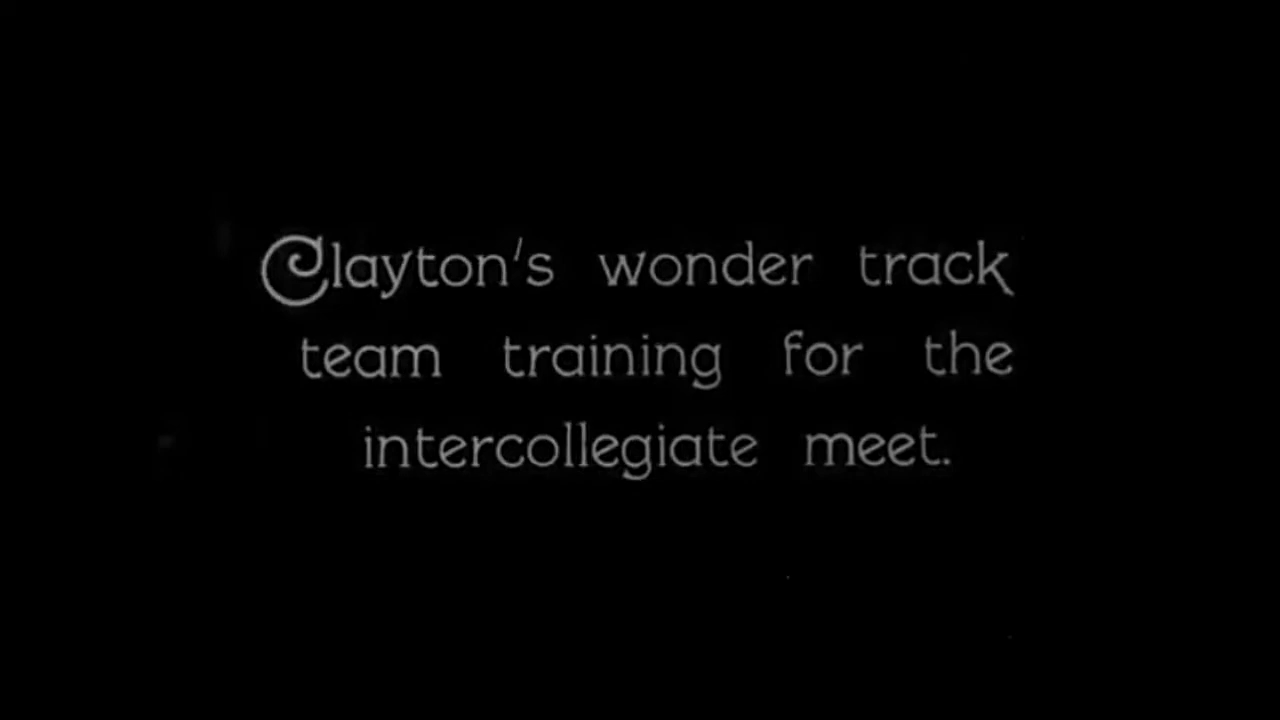 Clayton's wonder track
team training for the
intercollegiate meet.